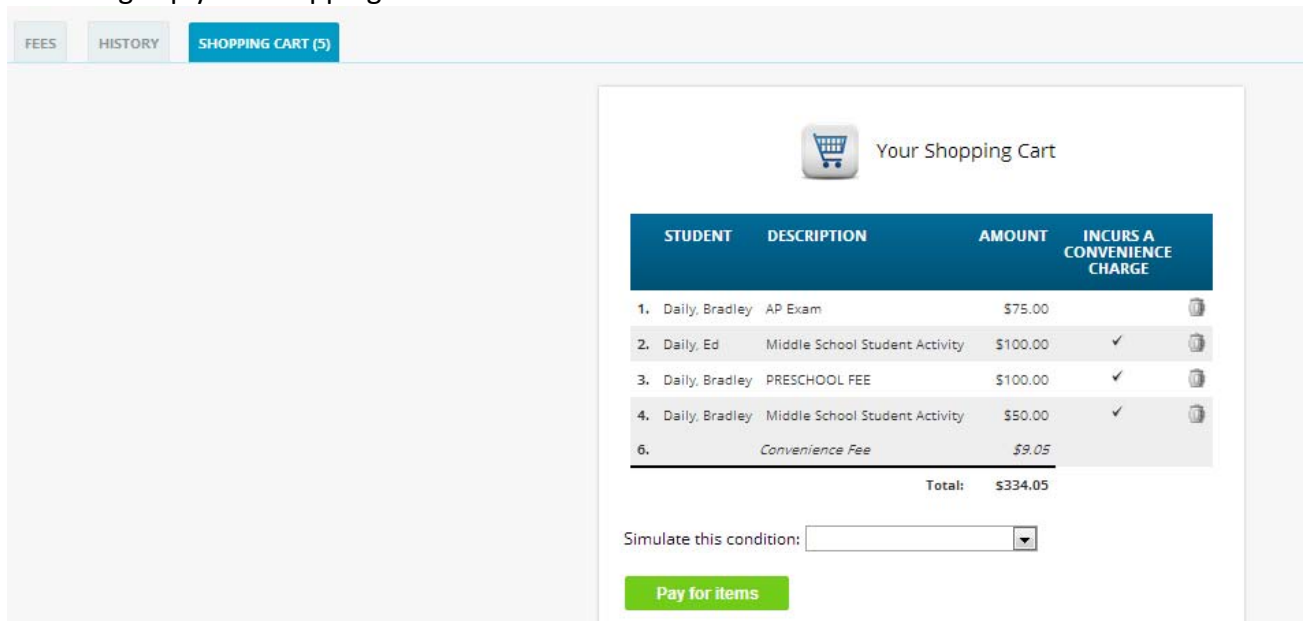 FEES HISTORY SHOPPING CART (5)
Your Shopping Cart
STUDENT DESCRIPTION AMOUNT INCURS A CONVENIENCE CHARGE
1. Daily, Bradley AP Exam $75.00
2. Daily, Ed Middle School Student Activity $100.00 ✓
3. Daily, Bradley PRESCHOOL FEE $100.00 ✓
4. Daily, Bradley Middle School Student Activity $50.00 ✓
6. Convenience Fee $9.05
Total: $334.05
Simulate this condition:
Pay for items